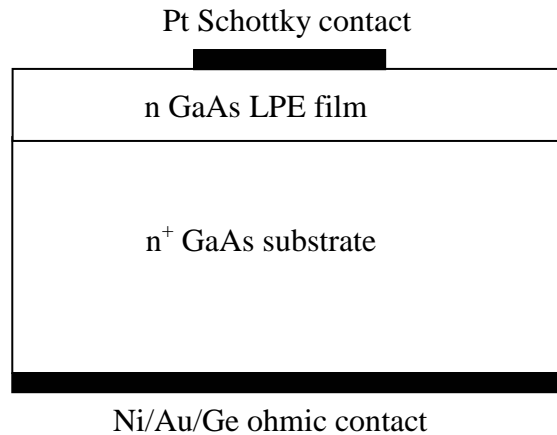 Pt Schottky contact
n GaAs LPE film
n⁺ GaAs substrate
Ni/Au/Ge ohmic contact